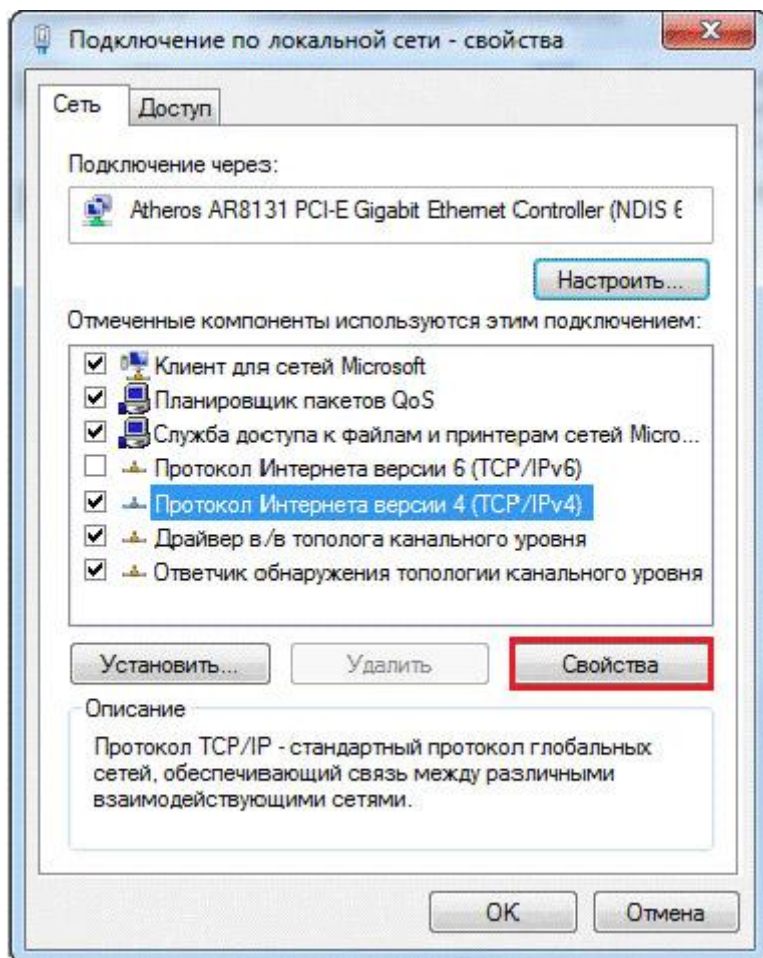 Подключение по локальной сети - свойства
Сеть
Доступ
Подключение через:
Atheros AR8131 PCI-E Gigabit Ethernet Controller (NDIS 6
Настроить...
Отмеченные компоненты используются этим подключением:
Клиент для сетей Microsoft
Планировщик пакетов QoS
Служба доступа к файлам и принтерам сетей Micro...
Протокол Интернета версии 6 (TCP/IPv6)
Протокол Интернета версии 4 (TCP/IPv4)
Драйвер в/в тополога канального уровня
Ответчик обнаружения топологии канального уровня
Установить...
Удалить
Свойства
Описание
Протокол TCP/IP - стандартный протокол глобальных
сетей, обеспечивающий связь между различными
взаимодействующими сетями.
OK
Отмена